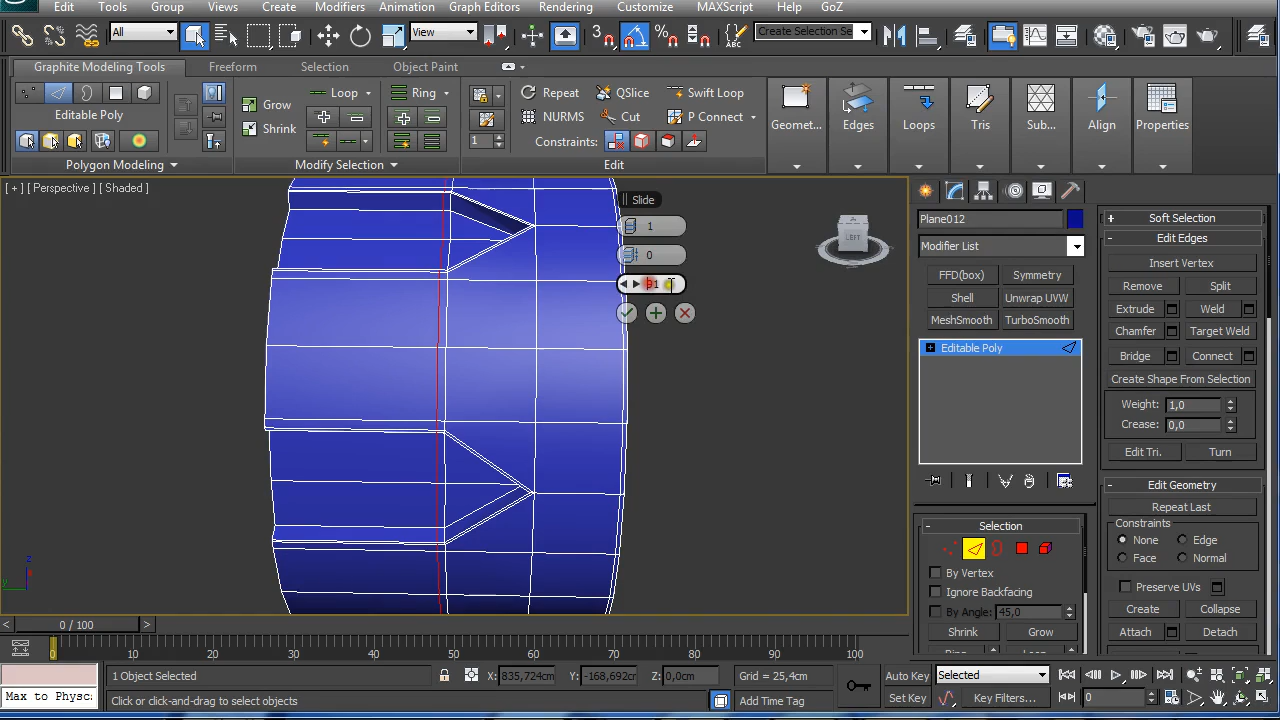 Edit Tools Group Views Create Modifiers Animation Graph Editors Rendering Customize MAXScript Help GoZ
All View 3 Create Selection Se
Graphite Modeling Tools Freeform Selection Object Paint
Editable Poly
Grow Loop Ring
Shrink
1
Repeat QSlice Swift Loop
NURMS Cut P Connect
Constraints:
Geomet... Edges Loops Tris Sub... Align Properties
Polygon Modeling Modify Selection Edit
[ + ] [ Perspective ] [ Shaded ]
Slide
1
0
91
LEFT
z
y
Plane012
Modifier List
FFD(box) Symmetry
Shell Unwrap UVW
MeshSmooth TurboSmooth
Editable Poly
Selection
By Vertex
Ignore Backfacing
By Angle: 45,0
Shrink Grow
Ring Loop
Soft Selection
Edit Edges
Insert Vertex
Remove Split
Extrude Weld
Chamfer Target Weld
Bridge Connect
Create Shape From Selection
Weight: 1,0
Crease: 0,0
Edit Tri. Turn
Edit Geometry
Repeat Last
Constraints
None Edge
Face Normal
Preserve UVs
Create Collapse
Attach Detach
< 0 / 100 >
0 10 20 30 40 50 60 70 80 90 100
1 Object Selected X: 835,724cm Y: -168,692cm Z: 0,0cm Grid = 25,4cm Auto Key Selected
Max to Physc: Click or click-and-drag to select objects Add Time Tag Set Key Key Filters... 0